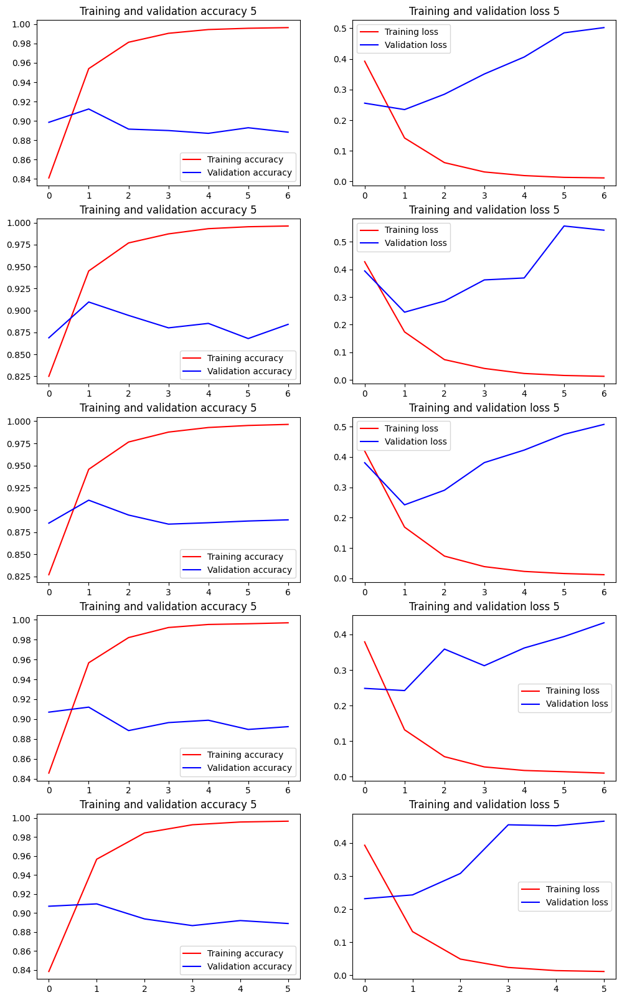 Training and validation accuracy 5
1.00
0.98
0.96
0.94
0.92
0.90
0.88
0.86
0.84
Training accuracy
Validation accuracy
0 1 2 3 4 5 6
Training and validation loss 5
0.5
0.4
0.3
0.2
0.1
0.0
Training loss
Validation loss
0 1 2 3 4 5 6
Training and validation accuracy 5
1.000
0.975
0.950
0.925
0.900
0.875
0.850
0.825
Training accuracy
Validation accuracy
0 1 2 3 4 5 6
Training and validation loss 5
0.5
0.4
0.3
0.2
0.1
0.0
Training loss
Validation loss
0 1 2 3 4 5 6
Training and validation accuracy 5
1.000
0.975
0.950
0.925
0.900
0.875
0.850
0.825
Training accuracy
Validation accuracy
0 1 2 3 4 5 6
Training and validation loss 5
0.5
0.4
0.3
0.2
0.1
0.0
Training loss
Validation loss
0 1 2 3 4 5 6
Training and validation accuracy 5
1.00
0.98
0.96
0.94
0.92
0.90
0.88
0.86
0.84
Training accuracy
Validation accuracy
0 1 2 3 4 5 6
Training and validation loss 5
0.4
0.3
0.2
0.1
0.0
Training loss
Validation loss
0 1 2 3 4 5 6
Training and validation accuracy 5
1.00
0.98
0.96
0.94
0.92
0.90
0.88
0.86
0.84
Training accuracy
Validation accuracy
0 1 2 3 4 5
Training and validation loss 5
0.4
0.3
0.2
0.1
0.0
Training loss
Validation loss
0 1 2 3 4 5